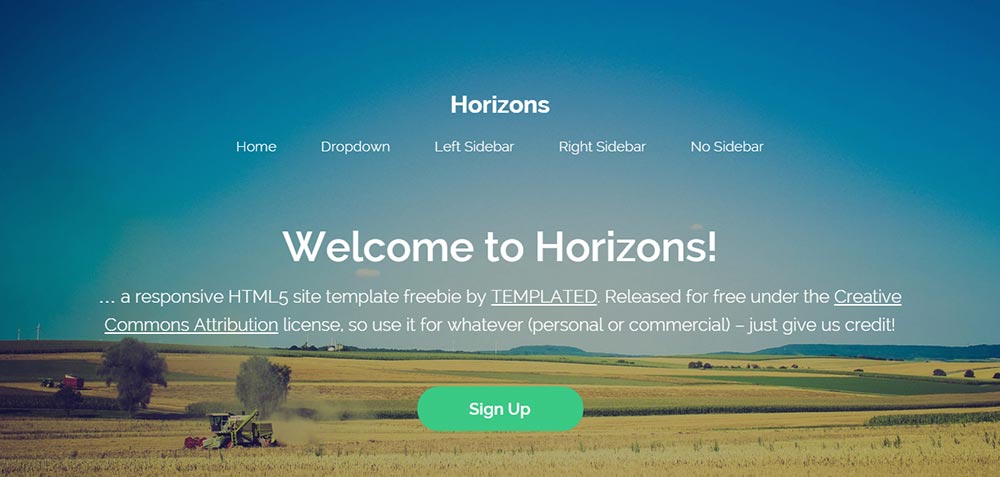 Horizons
Home Dropdown Left Sidebar Right Sidebar No Sidebar
Welcome to Horizons!
... a responsive HTML5 site template freebie by TEMPLATED. Released for free under the Creative
Commons Attribution license, so use it for whatever (personal or commercial) – just give us credit!
Sign Up